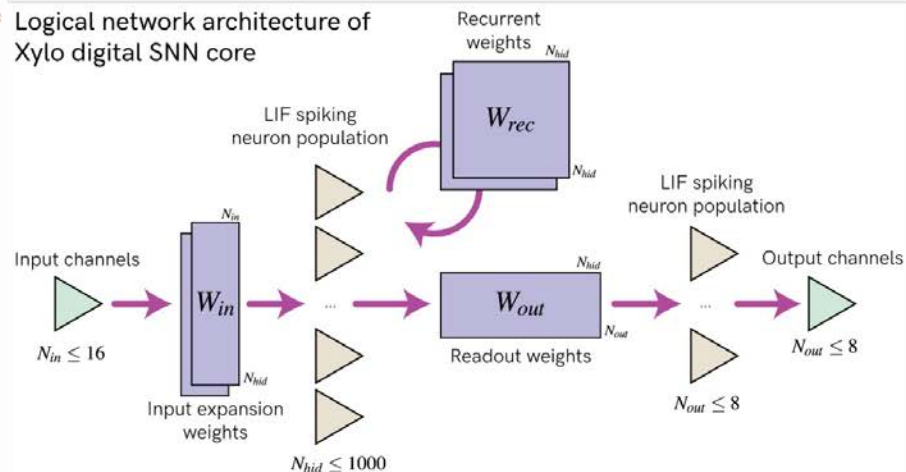 Logical network architecture of
Xylo digital SNN core
Recurrent
weights
N_hid
W_rec
N_hid
LIF spiking
neuron population
LIF spiking
neuron population
Input channels
N_in
W_in
N_hid
...
N_hid
W_out
N_out
...
Output channels
N_in ≤ 16
Input expansion
weights
Readout weights
N_out ≤ 8
N_out ≤ 8
N_hid ≤ 1000